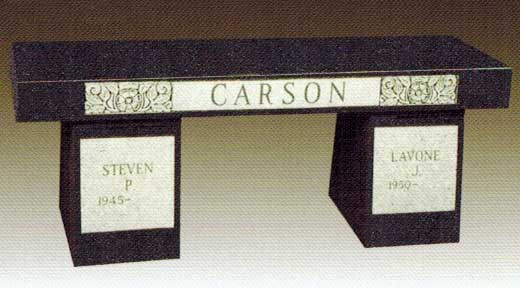 CARSON
STEVEN
P
1945-
LAVONE
J.
1950-